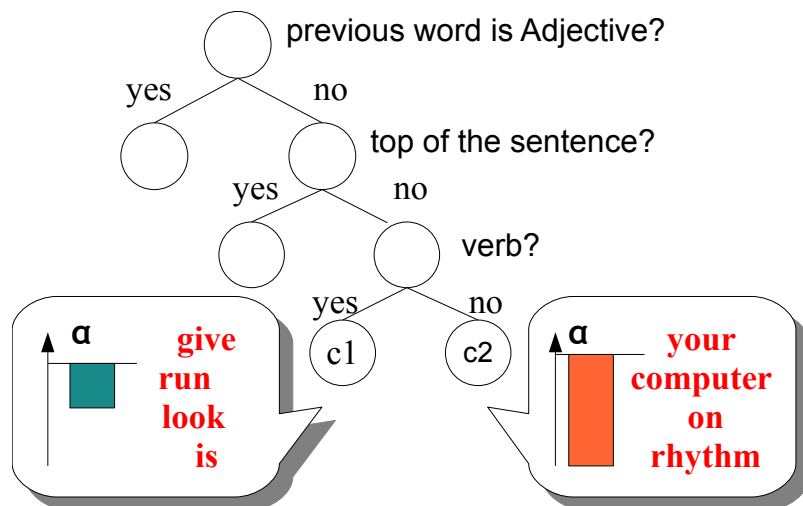 previous word is Adjective?
yes no
top of the sentence?
yes no
verb?
yes no
c1 c2
α
give
run
look
is
α
your
computer
on
rhythm